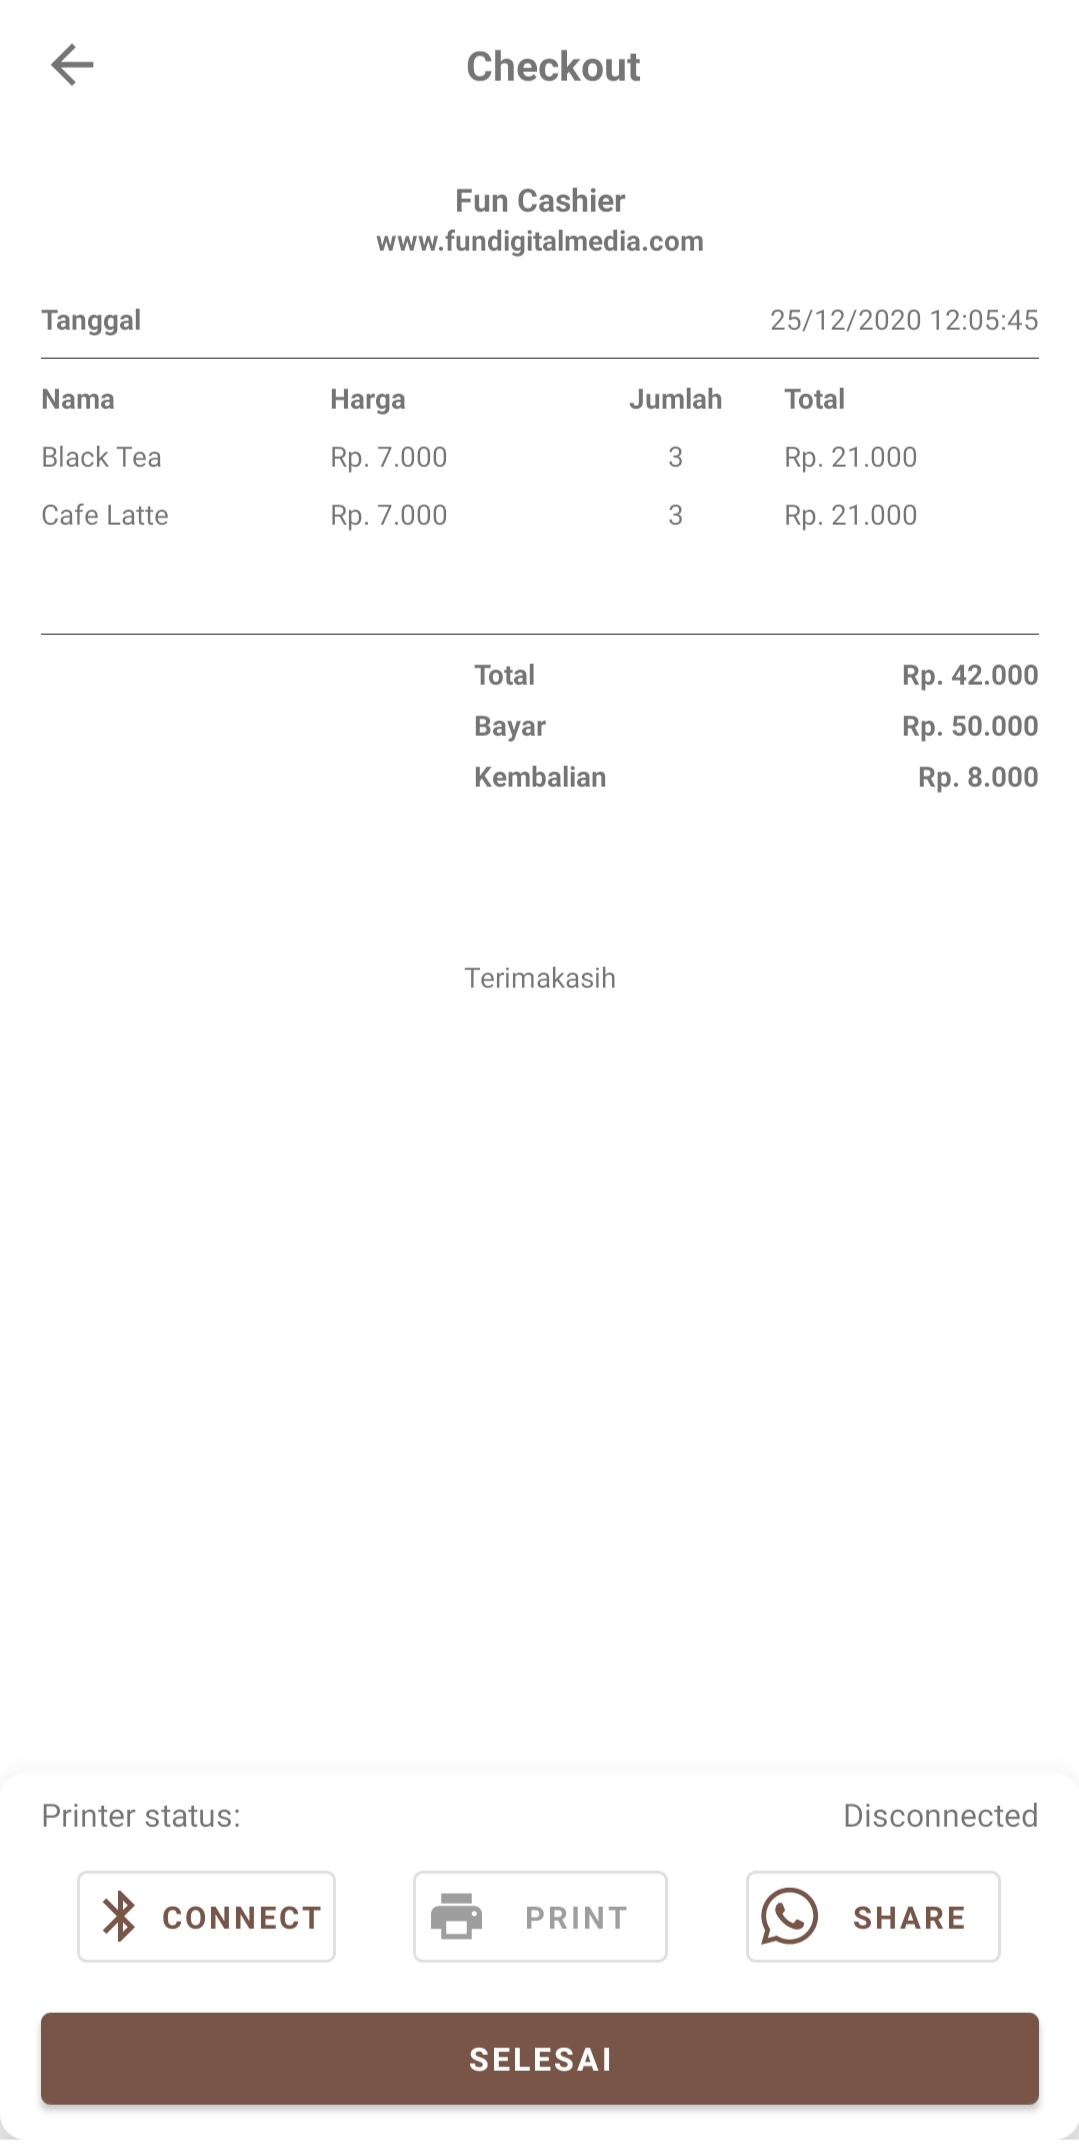 Checkout
Fun Cashier
www.fundigitalmedia.com
Tanggal 25/12/2020 12:05:45
Nama Harga Jumlah Total
Black Tea Rp. 7.000 3 Rp. 21.000
Cafe Latte Rp. 7.000 3 Rp. 21.000
Total Rp. 42.000
Bayar Rp. 50.000
Kembalian Rp. 8.000
Terimakasih
Printer status: Disconnected
CONNECT PRINT SHARE
SELESAI